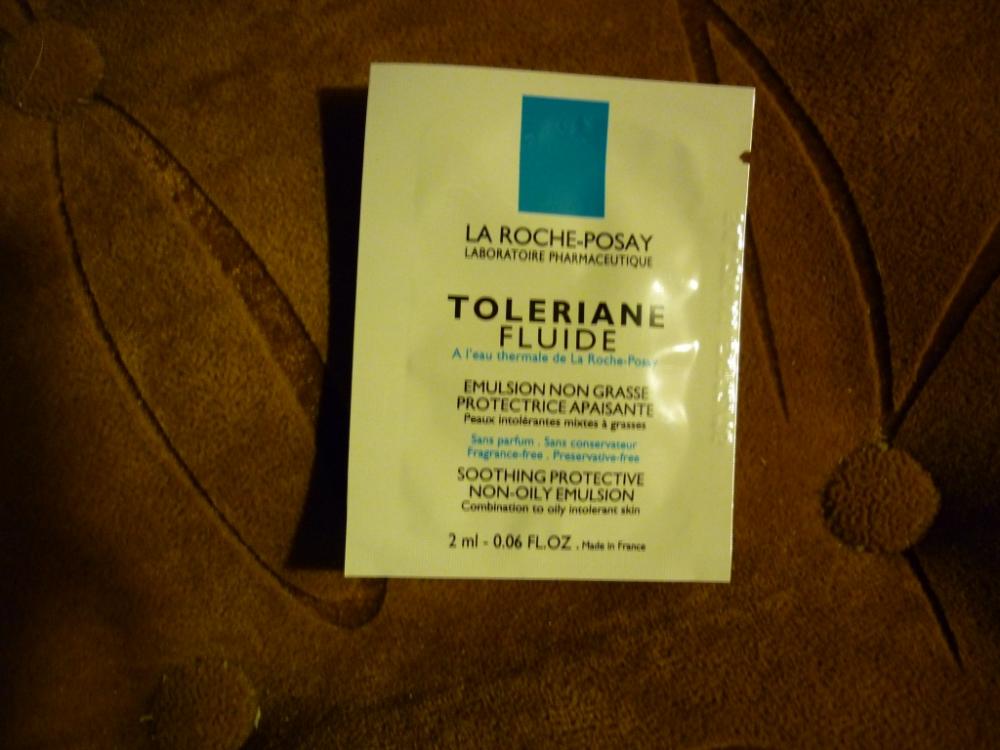 LA ROCHE-POSAY
LABORATOIRE PHARMACEUTIQUE
TOLERIANE
FLUIDE
A l'eau thermale de La Roche-Posay
EMULSION NON GRASSE
PROTECTRICE APAISANTE
Peaux intolérantes mixtes à grasses
Sans parfum . Sans conservateur
Fragrance-free . Preservative-free
SOOTHING PROTECTIVE
NON-OILY EMULSION
Combination to oily intolerant skin
2 ml - 0.06 FL.OZ . Made in France